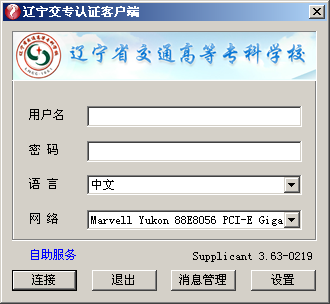 辽宁交专认证客户端
辽宁省交通高等专科学校
用户名
密 码
语 言 中文
网 络 Marvell Yukon 88E8056 PCI-E Giga
自助服务 Supplicant 3.63-0219
连接 退出 消息管理 设置